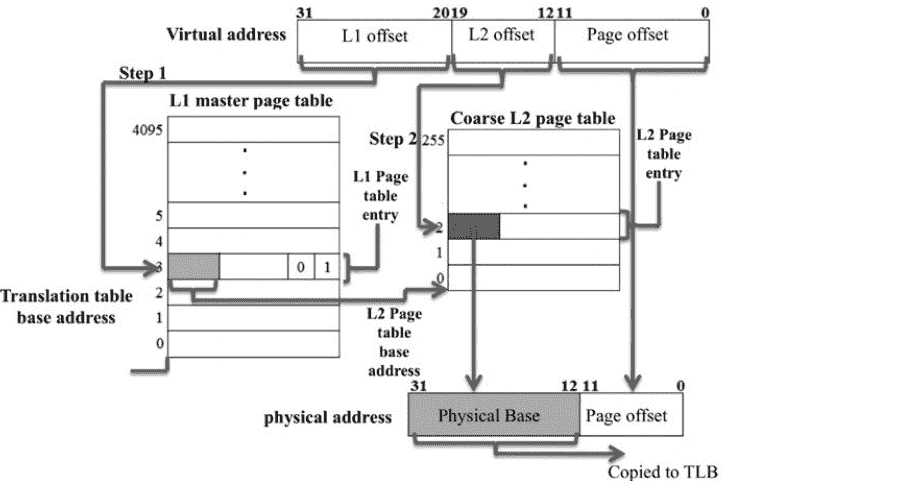 31 2019 12 11 0
Virtual address L1 offset L2 offset Page offset
Step 1
L1 master page table
4095
5
4
3 0 1
2
1
0
L1 Page
table
entry
Translation table
base address
Step 2
Coarse L2 page table
255
2
1
0
L2 Page
table
entry
L2 Page
table
base
address
31 12 11 0
physical address Physical Base Page offset
Copied to TLB